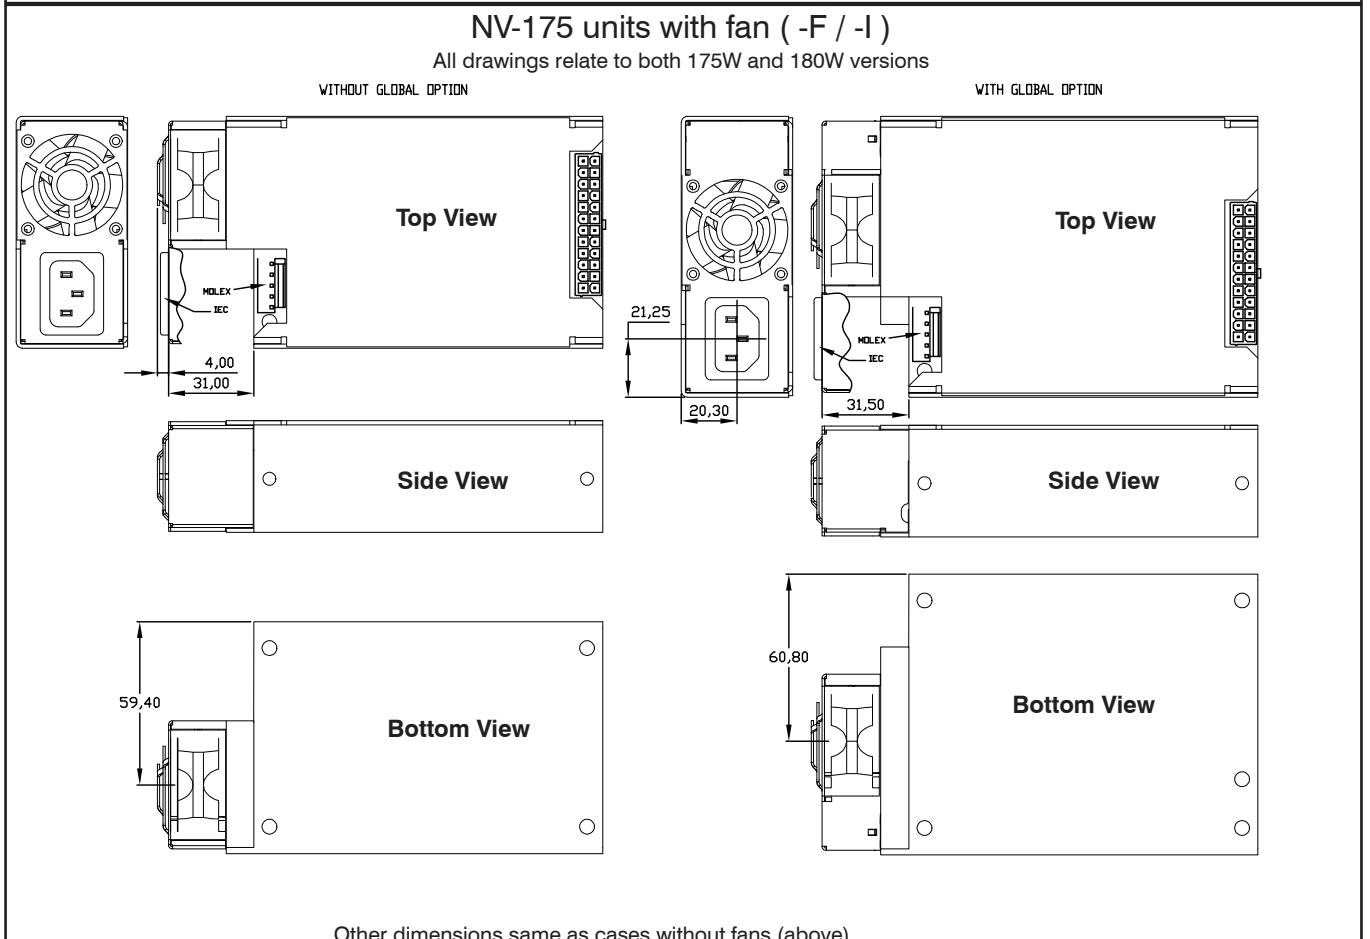 NV-175 units with fan ( -F / -I )
All drawings relate to both 175W and 180W versions
WITHOUT GLOBAL OPTION
WITH GLOBAL OPTION
Top View
MOLEX
IEC
4,00
31,00
Top View
MOLEX
IEC
21,25
20,30
31,50
Side View
Side View
59,40
Bottom View
60,80
Bottom View
Other dimensions same as cases without fans (above)